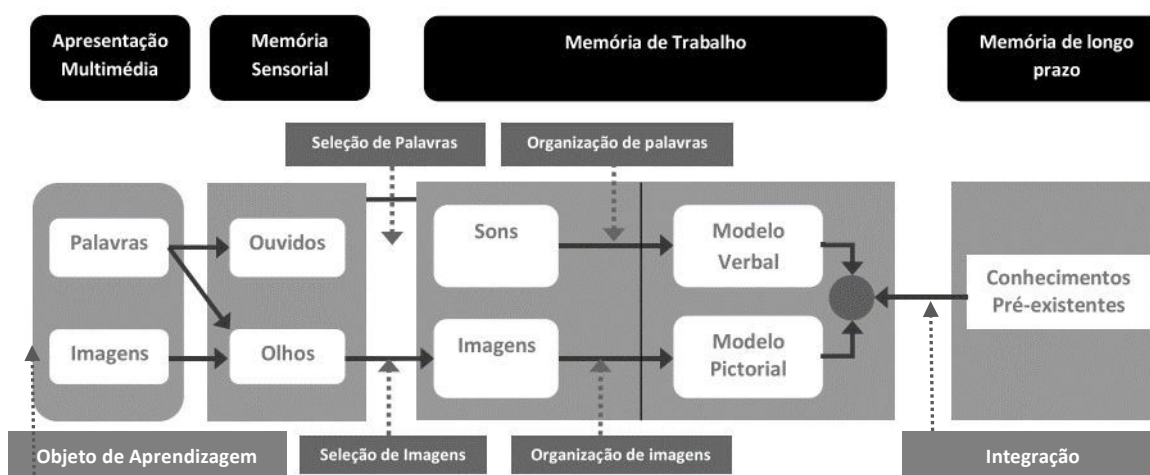 Apresentação
Multimédia
Memória
Sensorial
Memória de Trabalho
Memória de longo
prazo
Seleção de Palavras
Organização de palavras
Palavras
Ouvidos
Sons
Modelo
Verbal
Conhecimentos
Pré-existentes
Imagens
Olhos
Imagens
Modelo
Pictorial
Objeto de Aprendizagem
Seleção de Imagens
Organização de imagens
Integração